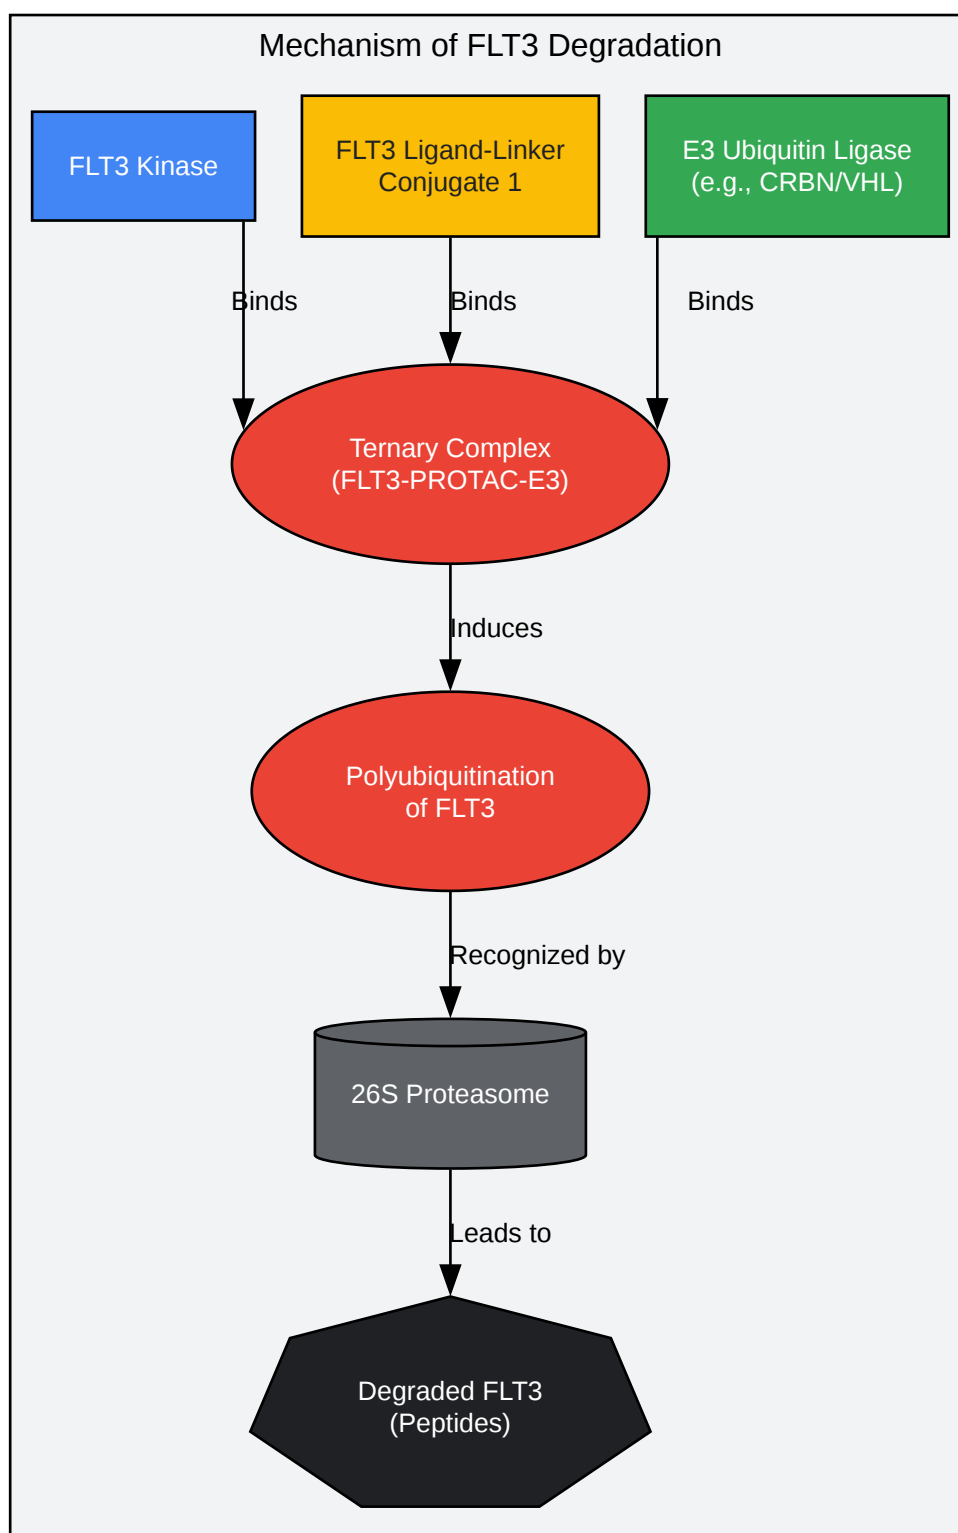 Mechanism of FLT3 Degradation
FLT3 Kinase
FLT3 Ligand-Linker
Conjugate 1
E3 Ubiquitin Ligase
(e.g., CRBN/VHL)
Binds
Binds
Binds
Ternary Complex
(FLT3-PROTAC-E3)
Induces
Polyubiquitination
of FLT3
Recognized by
26S Proteasome
Leads to
Degraded FLT3
(Peptides)